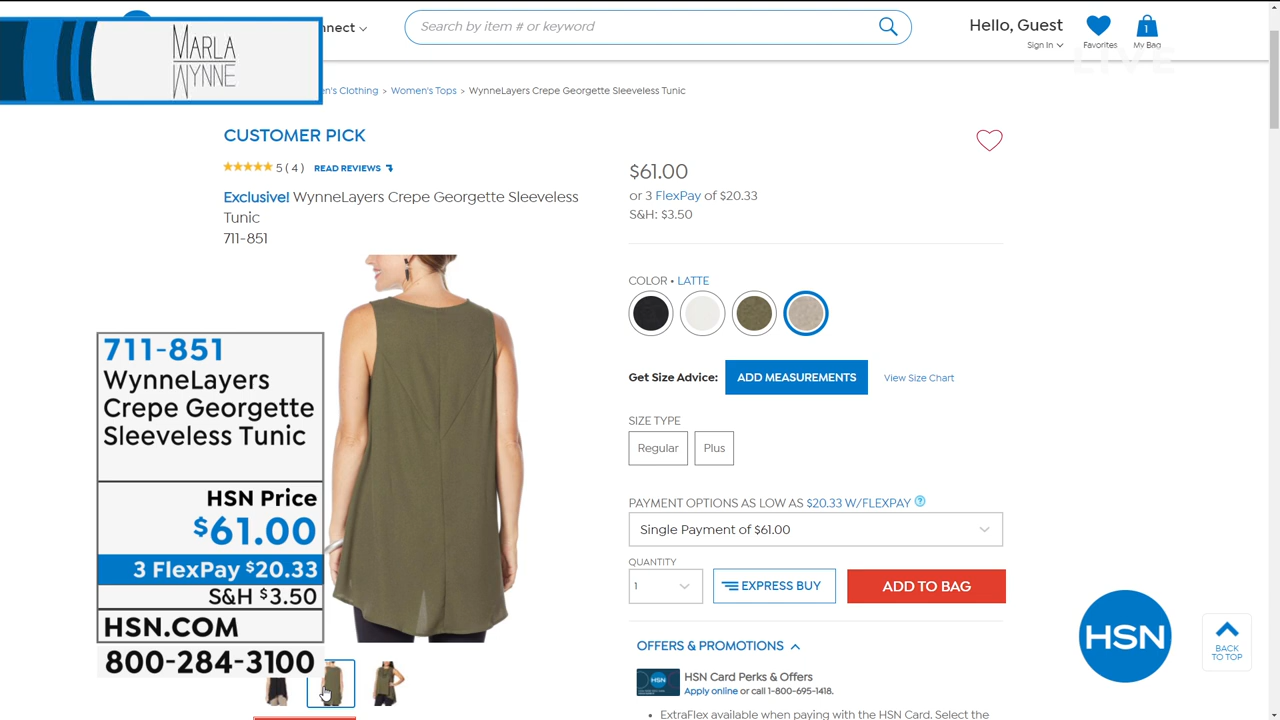 MARLA
WYNNE
nnect
Search by item # or keyword
Hello, Guest
Sign In
Favorites
1
My Bag
LIVE
en's Clothing > Women's Tops > WynneLayers Crepe Georgette Sleeveless Tunic
CUSTOMER PICK
5 ( 4 ) READ REVIEWS
Exclusive! WynneLayers Crepe Georgette Sleeveless
Tunic
711-851
$61.00
or 3 FlexPay of $20.33
S&H: $3.50
COLOR • LATTE
Get Size Advice: ADD MEASUREMENTS View Size Chart
SIZE TYPE
Regular Plus
PAYMENT OPTIONS AS LOW AS $20.33 W/FLEXPAY ?
Single Payment of $61.00
QUANTITY
1 EXPRESS BUY ADD TO BAG
OFFERS & PROMOTIONS
HSN
HSN Card Perks & Offers
Apply online or call 1-800-695-1418.
• ExtraFlex available when paying with the HSN Card. Select the
711-851
WynneLayers
Crepe Georgette
Sleeveless Tunic
HSN Price
$61.00
3 FlexPay $20.33
S&H $3.50
HSN.COM
800-284-3100
HSN
BACK
TO TOP